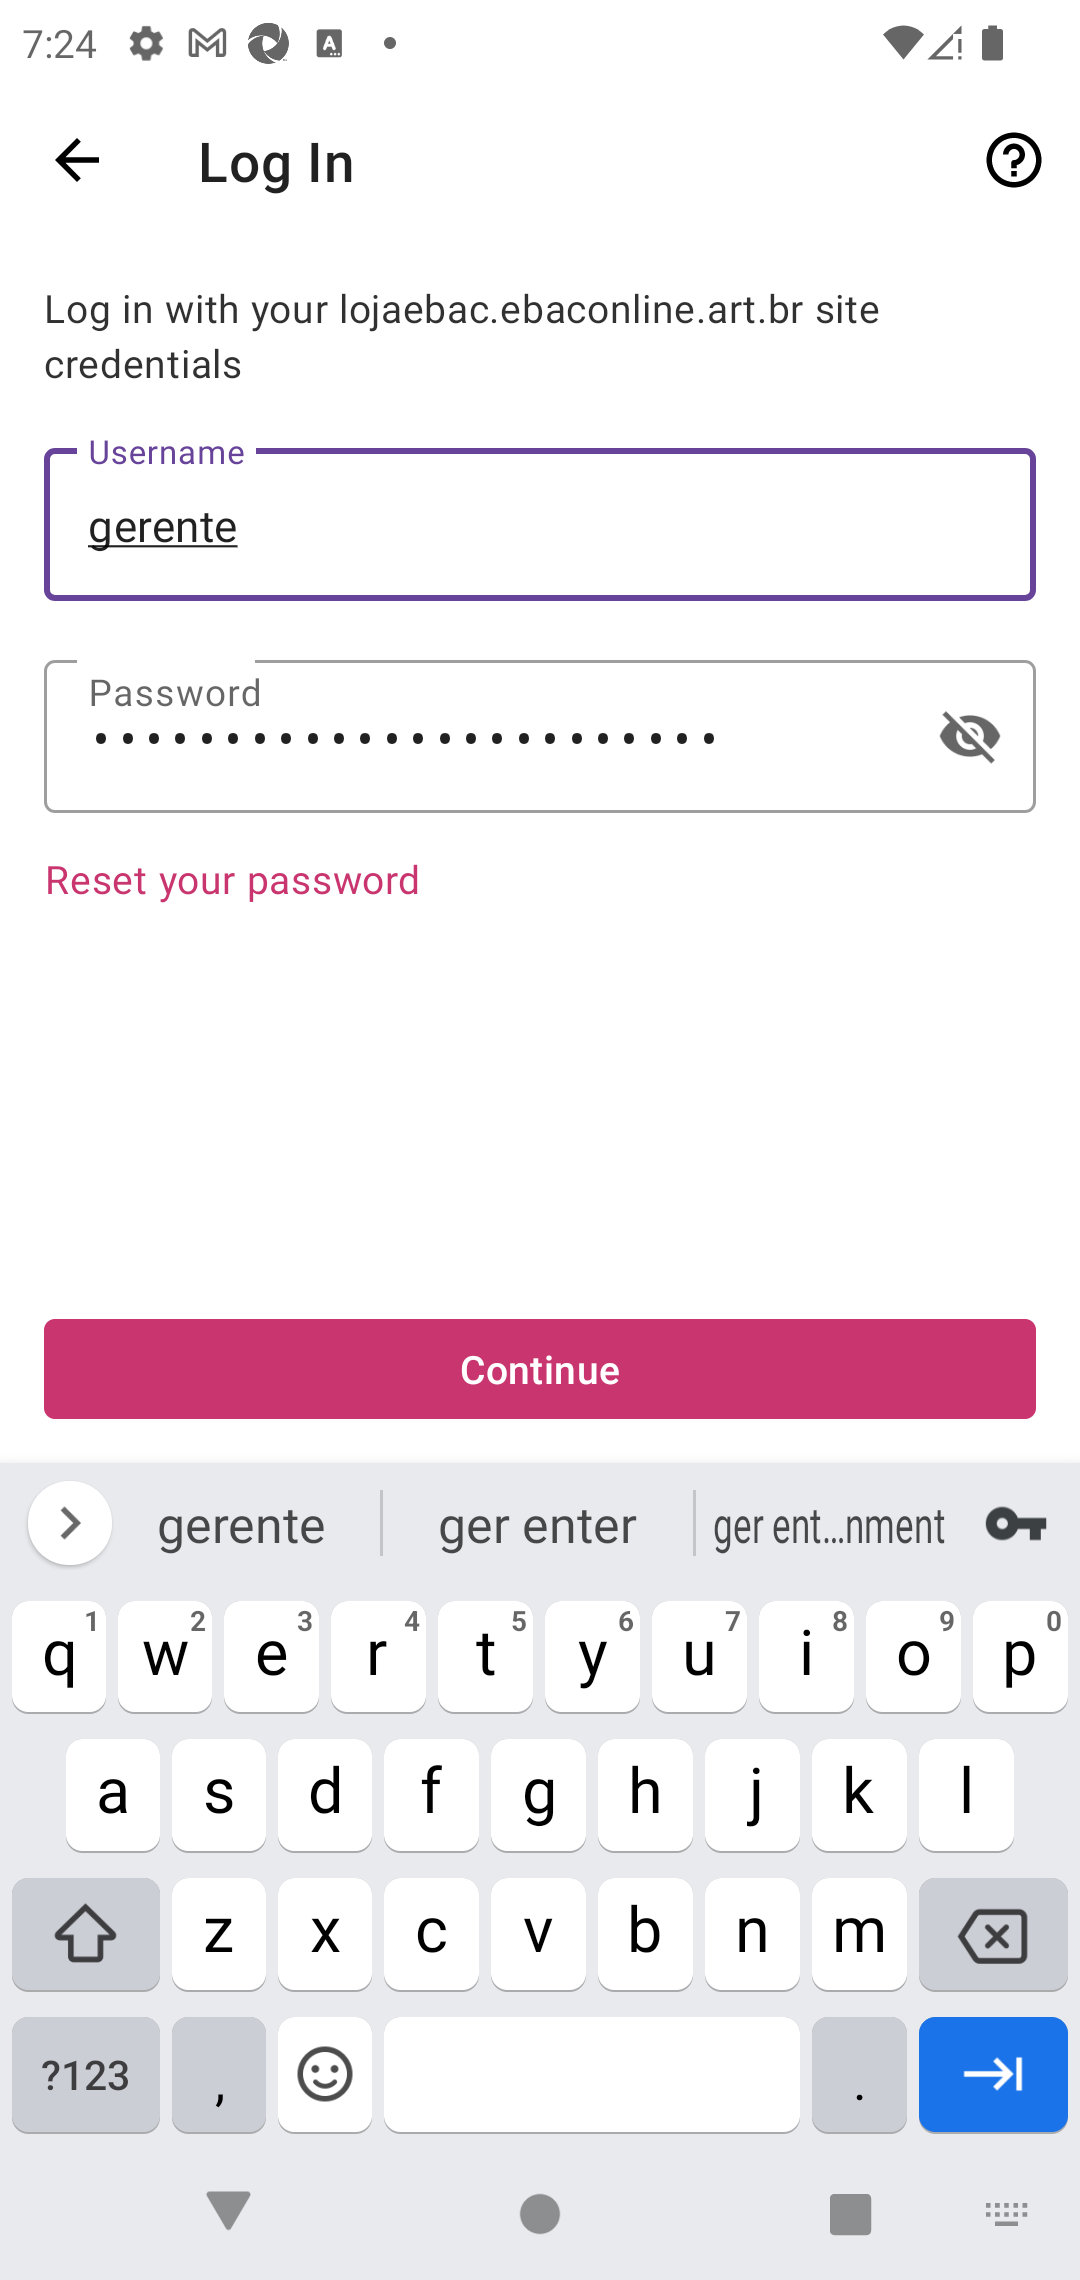 7:24
Log In
Log in with your lojaebac.ebaconline.art.br site
credentials
Username
gerente
Password
•••••••••••••••••••••••• 
Reset your password
Continue
gerente ger enter ger ent...nment
q1 w2 e3 r4 t5 y6 u7 i8 o9 p0
a s d f g h j k l
z x c v b n m
?123 , .